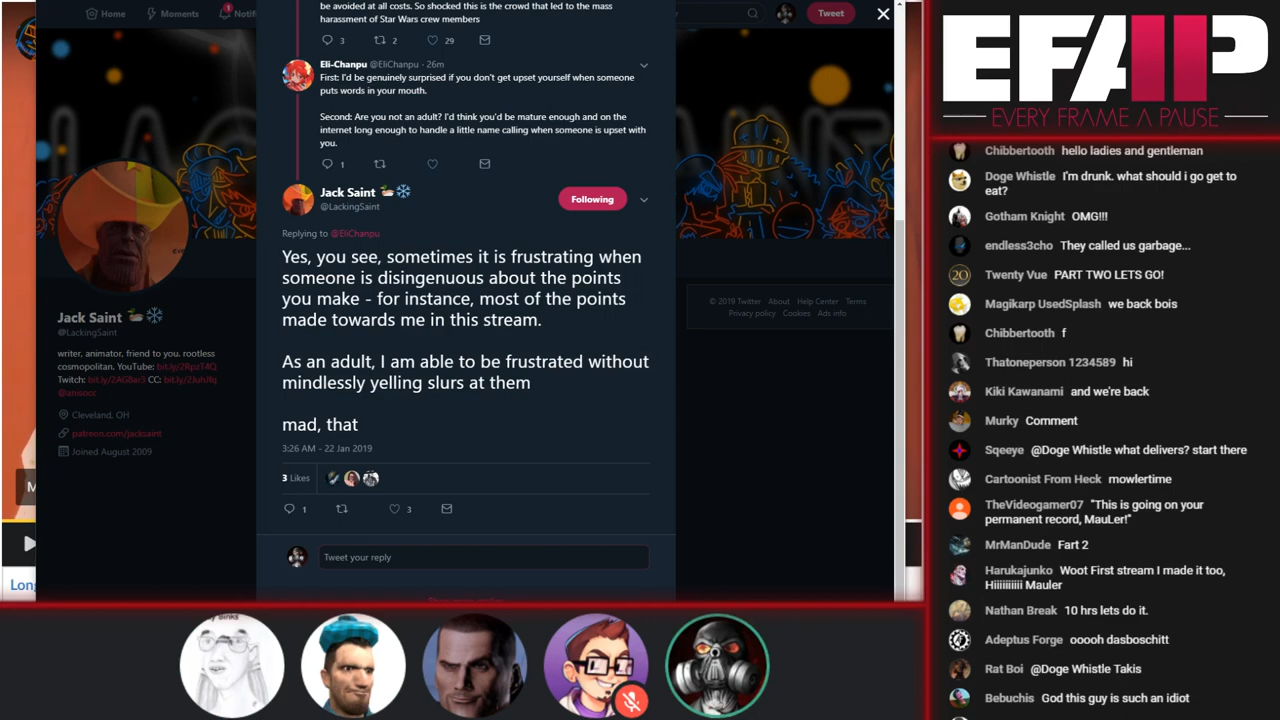 Home
Moments
1
Notif
Tweet
be avoided at all costs. So shocked this is the crowd that led to the mass
harassment of Star Wars crew members
3 2 29
Eli-Chanpu @EliChanpu · 26m
First: I'd be genuinely surprised if you don't get upset yourself when someone
puts words in your mouth.
Second: Are you not an adult? I'd think you'd be mature enough and on the
internet long enough to handle a little name calling when someone is upset with
you.
1
Jack Saint
@LackingSaint
Following
Replying to @EliChanpu
Yes, you see, sometimes it is frustrating when
someone is disingenuous about the points
you make - for instance, most of the points
made towards me in this stream.
As an adult, I am able to be frustrated without
mindlessly yelling slurs at them
mad, that
3:26 AM - 22 Jan 2019
3 Likes
1 3
Tweet your reply
Jack Saint
@LackingSaint
writer, animator, friend to you. rootless
cosmopolitan. YouTube:
Twitch: CC:
@anisocc
Cleveland, OH
patreon.com/jacksaint
Joined August 2009
M
Long
© 2019 Twitter About Help Center Terms
Privacy policy Cookies Ads info
EFAP
EVERY FRAME A PAUSE
Chibbertooth hello ladies and gentleman
Doge Whistle I'm drunk. what should i go get to
eat?
Gotham Knight OMG!!!
endless3cho They called us garbage...
20
Twenty Vue PART TWO LETS GO!
Magikarp UsedSplash we back bois
Chibbertooth f
Thatoneperson 1234589 hi
Kiki Kawanami and we're back
Murky Comment
Sqeeye @Doge Whistle what delivers? start there
Cartoonist From Heck mowlertime
TheVideogamer07 "This is going on your
permanent record, MauLer!"
MrManDude Fart 2
Harukajunko Woot First stream I made it too,
Hiiiiiiiiii Mauler
Nathan Break 10 hrs lets do it.
Adeptus Forge ooooh dasboschitt
Rat Boi @Doge Whistle Takis
Bebuchis God this guy is such an idiot